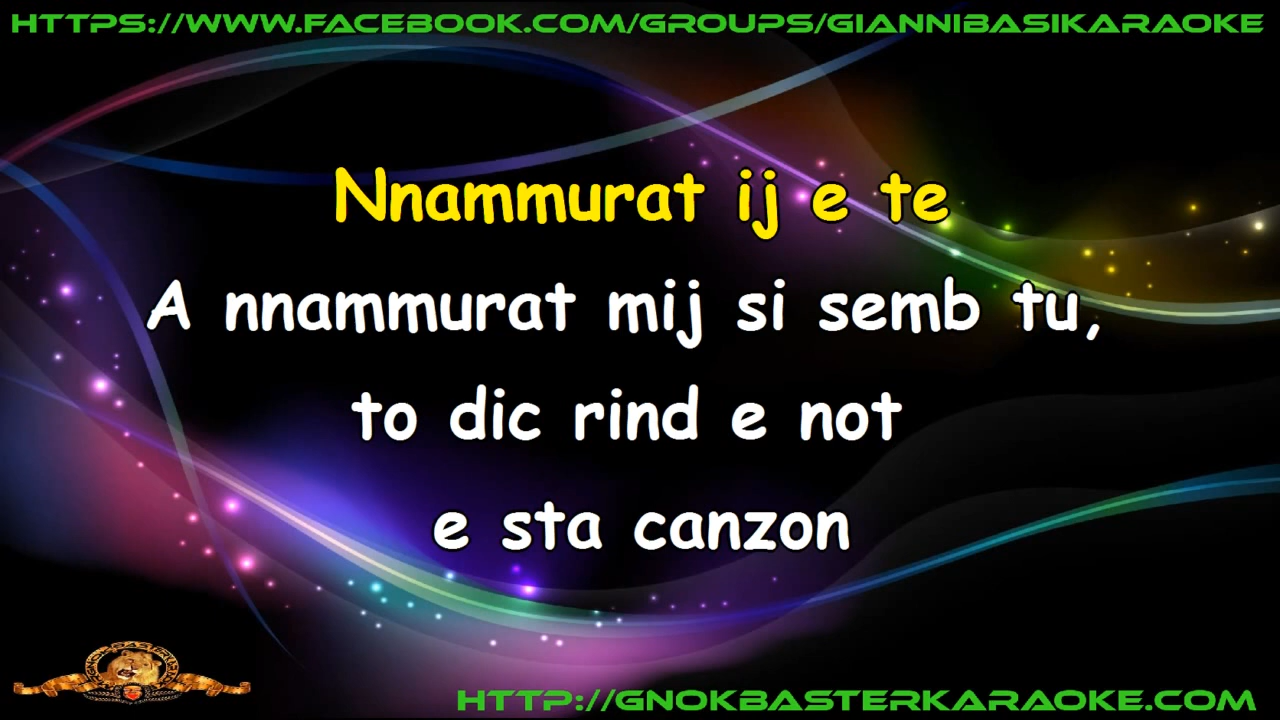 HTTPS://WWW.FACEBOOK.COM/GROUPS/GIANNIBASIKARAOKE
Nnammurat ij e te
A nnammurat mij si semb tu,
to dic rind e not
e sta canzon
HTTP://GNOKBASTERKARAOKE.COM